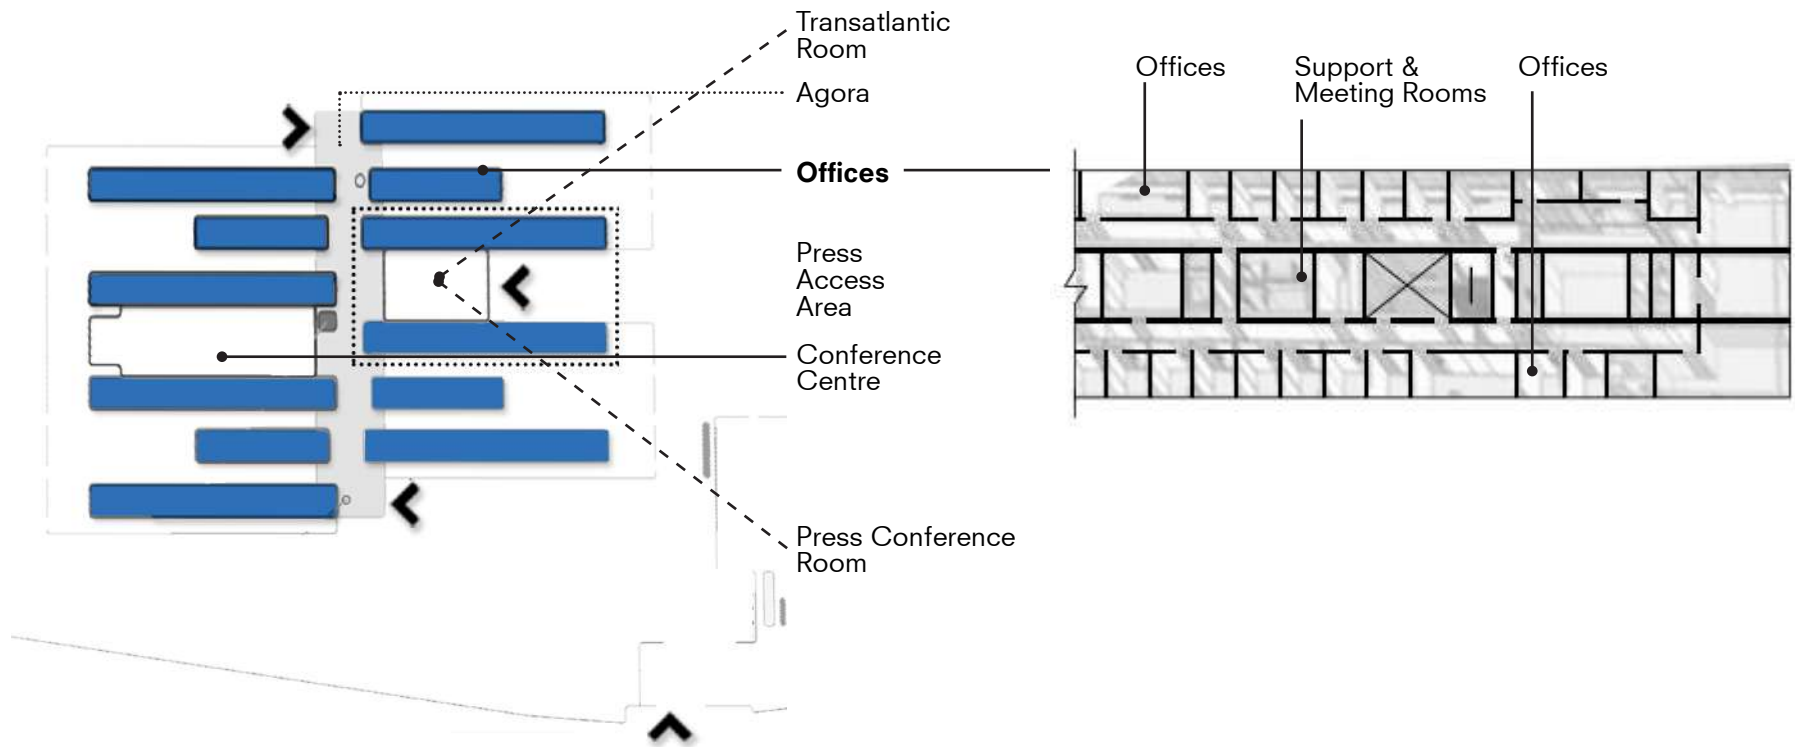 Transatlantic
Room
Agora
Offices
Press
Access
Area
Conference
Centre
Press Conference
Room
Offices
Support &
Meeting Rooms
Offices